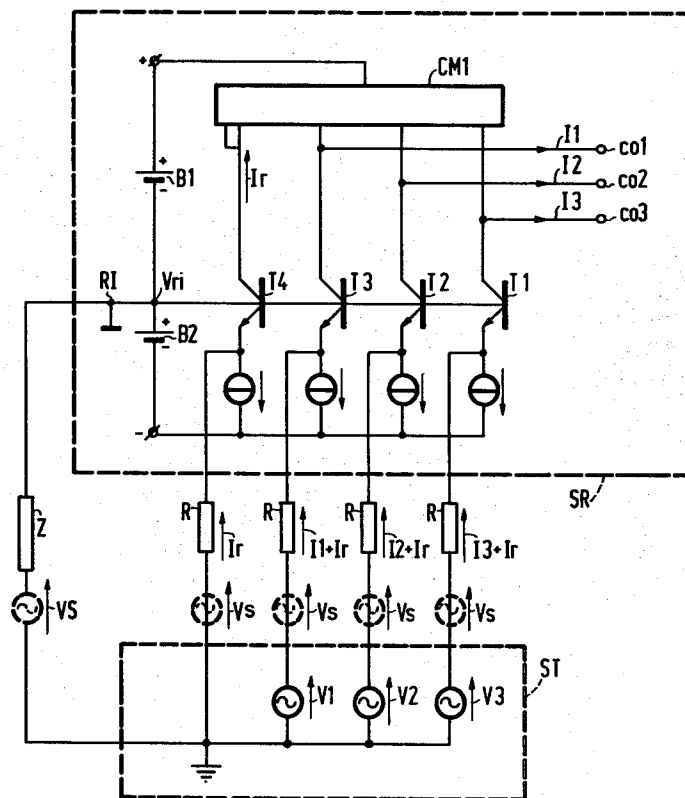 CM1
+
I1
co1
I2
co2
I3
co3
Ir
+
B1
-
RI
Vri
T4
T3
T2
T1
+
B2
-
-
SR
Z
R
Ir
R
I1+Ir
R
I2+Ir
R
I3+Ir
VS
Vs
Vs
Vs
Vs
ST
V1
V2
V3